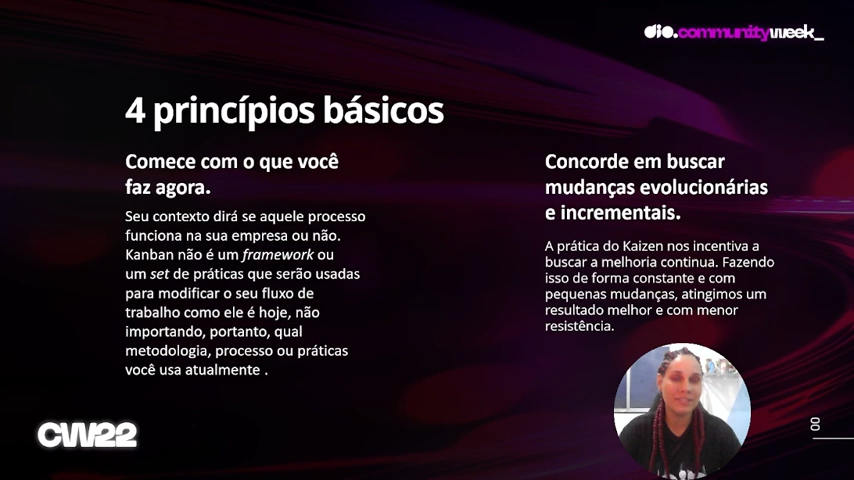 dio.communityweek_
4 princípios básicos
Comece com o que você
faz agora.
Seu contexto dirá se aquele processo
funciona na sua empresa ou não.
Kanban não é um framework ou
um set de práticas que serão usadas
para modificar o seu fluxo de
trabalho como ele é hoje, não
importando, portanto, qual
metodologia, processo ou práticas
você usa atualmente .
Concorde em buscar
mudanças evolucionárias
e incrementais.
A prática do Kaizen nos incentiva a
buscar a melhoria continua. Fazendo
isso de forma constante e com
pequenas mudanças, atingimos um
resultado melhor e com menor
resistência.
CW22
00